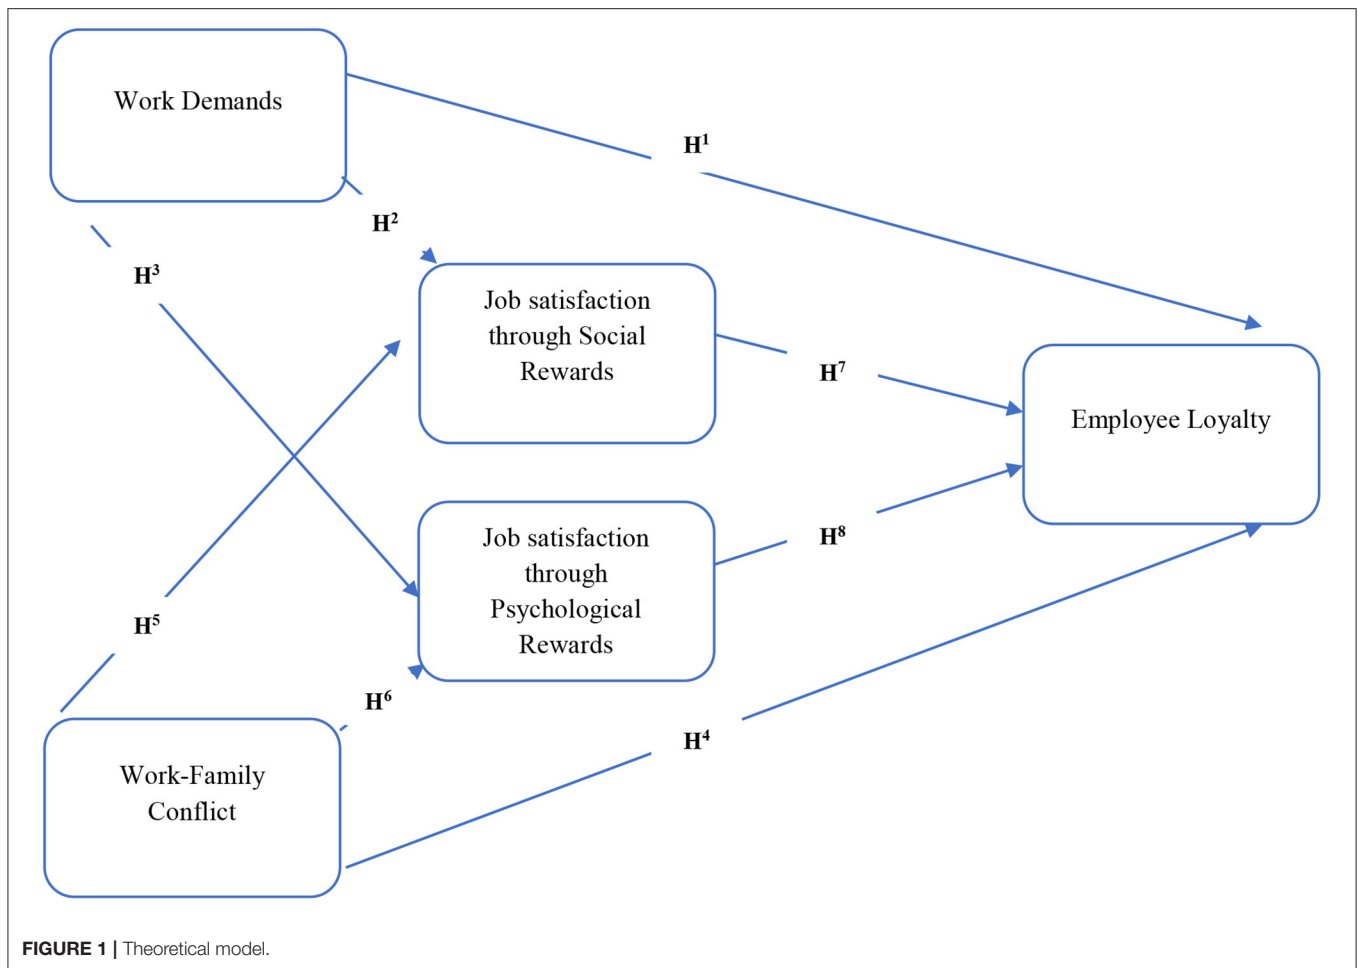 Work Demands
H¹
H²
H³
Job satisfaction
through Social
Rewards
H⁷
Employee Loyalty
Job satisfaction
through
Psychological
Rewards
H⁸
H⁵
H⁶
H⁴
Work-Family
Conflict
FIGURE 1 | Theoretical model.